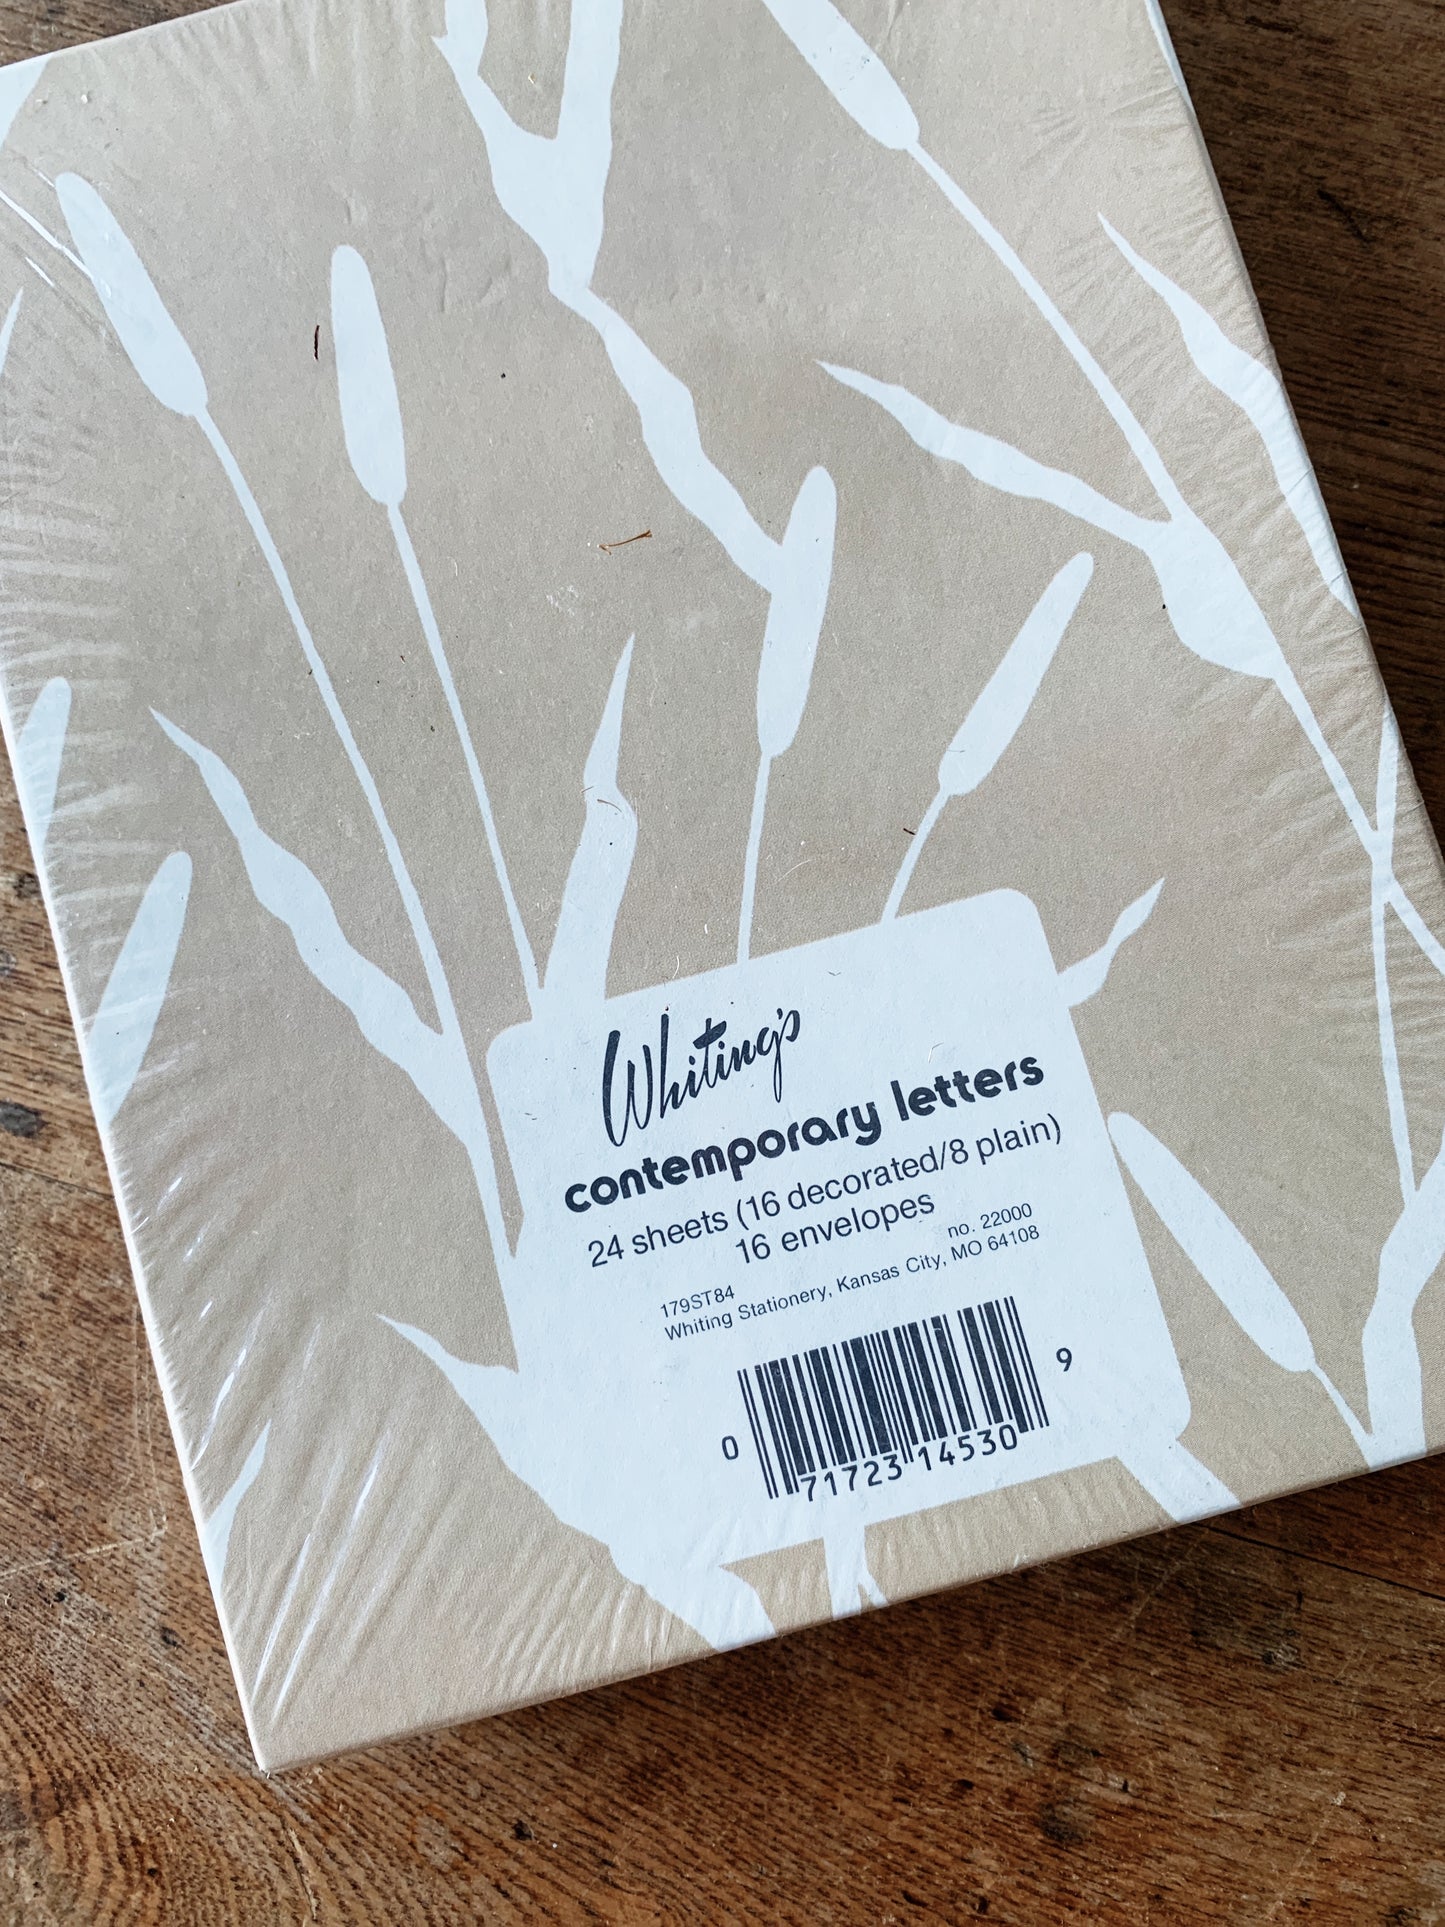 Whiting's
contemporary letters
24 sheets (16 decorated/8 plain)
16 envelopes
no. 22000
179ST84
Whiting Stationery, Kansas City, MO 64108
0 71723 14530 9